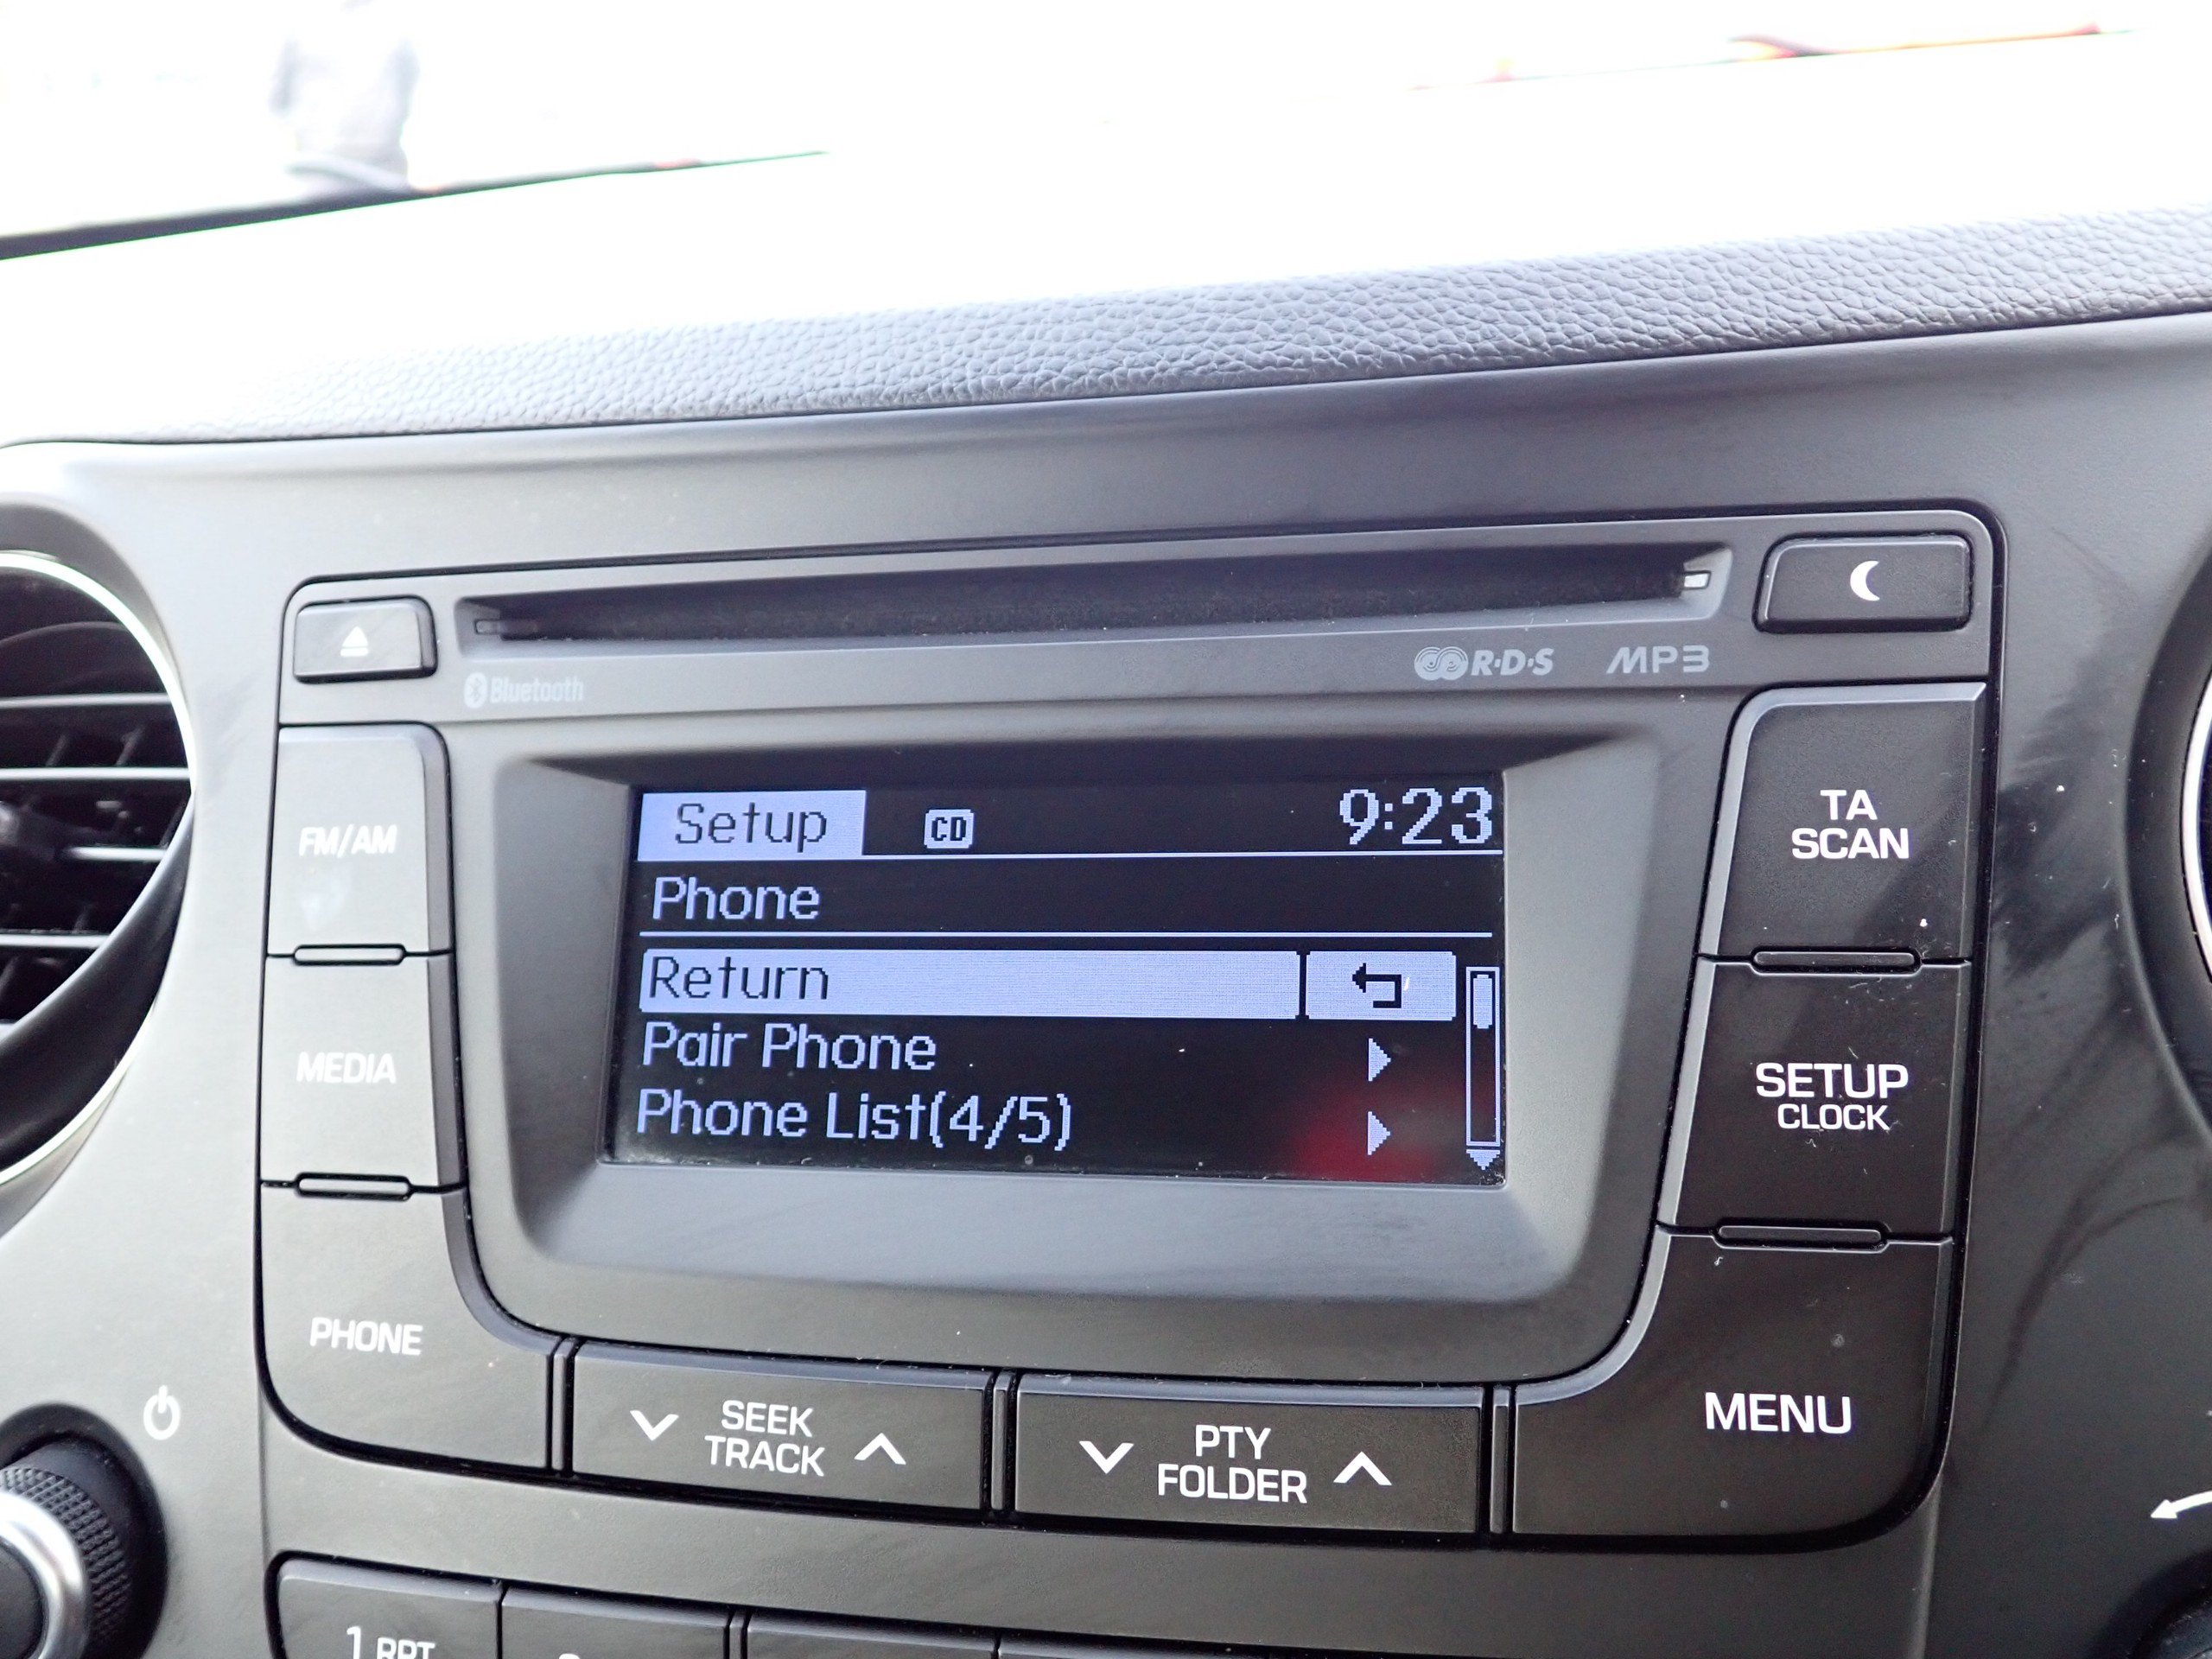 Bluetooth
R·D·S MP3
FM/AM
MEDIA
PHONE
Setup CD 9:23
Phone
Return
Pair Phone
Phone List(4/5)
TA
SCAN
SETUP
CLOCK
MENU
SEEK
TRACK
PTY
FOLDER
1 RPT